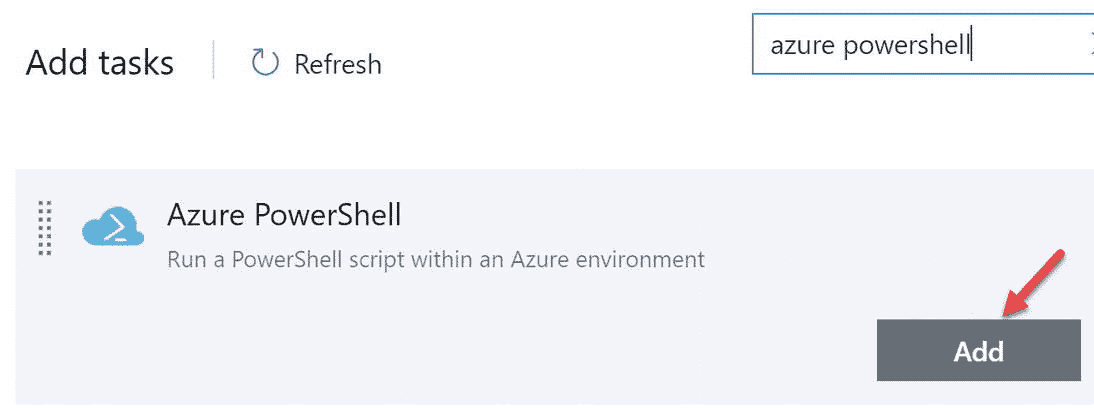 Add tasks
Refresh
azure powershell
Azure PowerShell
Run a PowerShell script within an Azure environment
Add